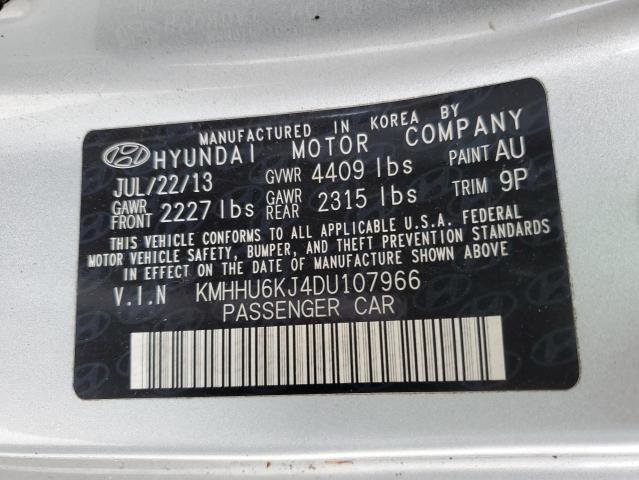 MANUFACTURED IN KOREA BY
HYUNDAI MOTOR COMPANY
JUL/22/13 GVWR 4409 lbs PAINT AU
GAWR FRONT 2227 lbs GAWR REAR 2315 lbs TRIM 9P
THIS VEHICLE CONFORMS TO ALL APPLICABLE U.S.A. FEDERAL
MOTOR VEHICLE SAFETY, BUMPER, AND THEFT PREVENTION STANDARDS
IN EFFECT ON THE DATE OF MANUFACTURE SHOWN ABOVE
V.I.N KMHHU6KJ4DU107966
PASSENGER CAR